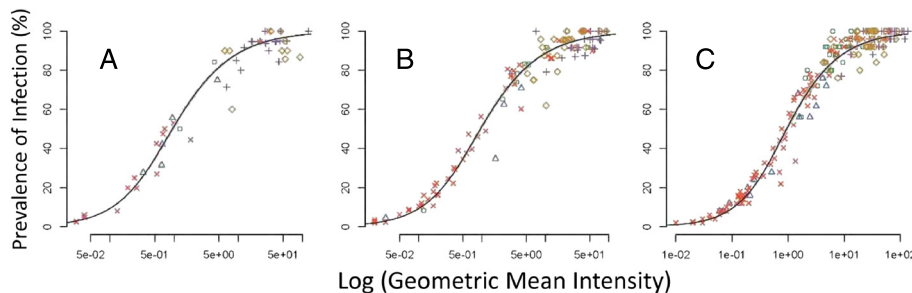 Prevalence of Infection (%)
A
B
C
0 20 40 60 80 100
0 20 40 60 80 100
0 20 40 60 80 100
5e-02 5e-01 5e+00 5e+01
5e-02 5e-01 5e+00 5e+01
1e-02 1e-01 1e+00 1e+01 1e+02
Log (Geometric Mean Intensity)